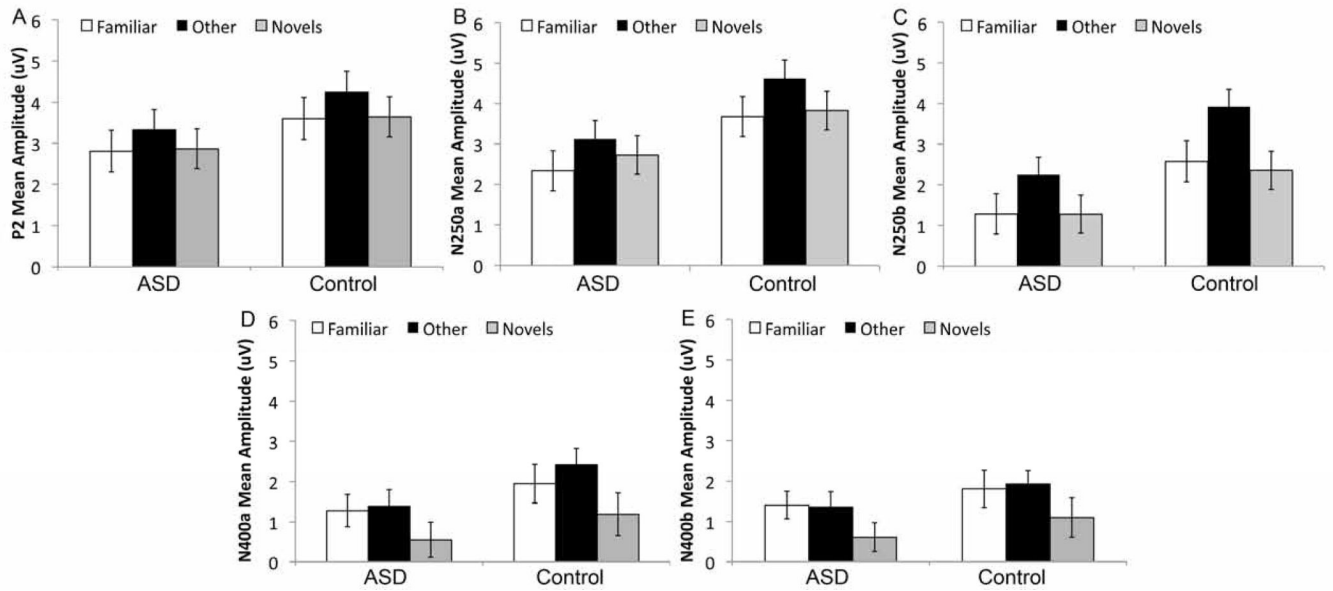 A
Familiar Other Novels
P2 Mean Amplitude (uV)
6
5
4
3
2
1
0
ASD Control
B
Familiar Other Novels
N250a Mean Amplitude (uV)
6
5
4
3
2
1
0
ASD Control
C
Familiar Other Novels
N250b Mean Amplitude (uV)
6
5
4
3
2
1
0
ASD Control
D
Familiar Other Novels
N400a Mean Amplitude (uV)
6
5
4
3
2
1
0
ASD Control
E
Familiar Other Novels
N400b Mean Amplitude (uV)
6
5
4
3
2
1
0
ASD Control